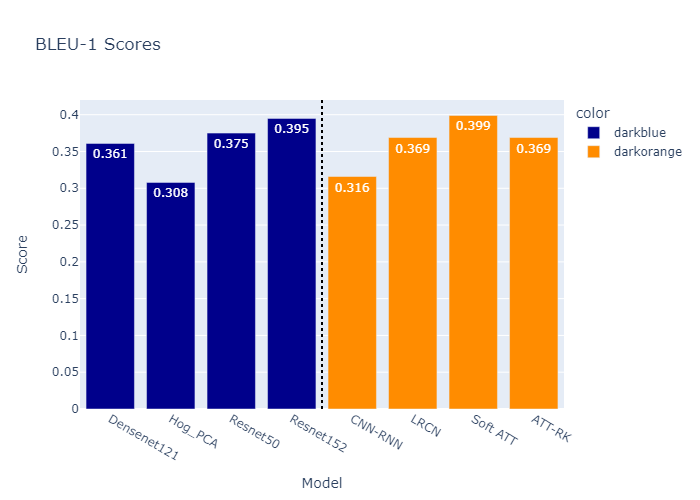 BLEU-1 Scores
0.4
0.35
0.3
0.25
0.2
0.15
0.1
0.05
0
Score
0.361
0.308
0.375
0.395
0.316
0.369
0.399
0.369
Densenet121
Hog_PCA
Resnet50
Resnet152
CNN-RNN
LRCN
Soft ATT
ATT-RK
Model
color
darkblue
darkorange